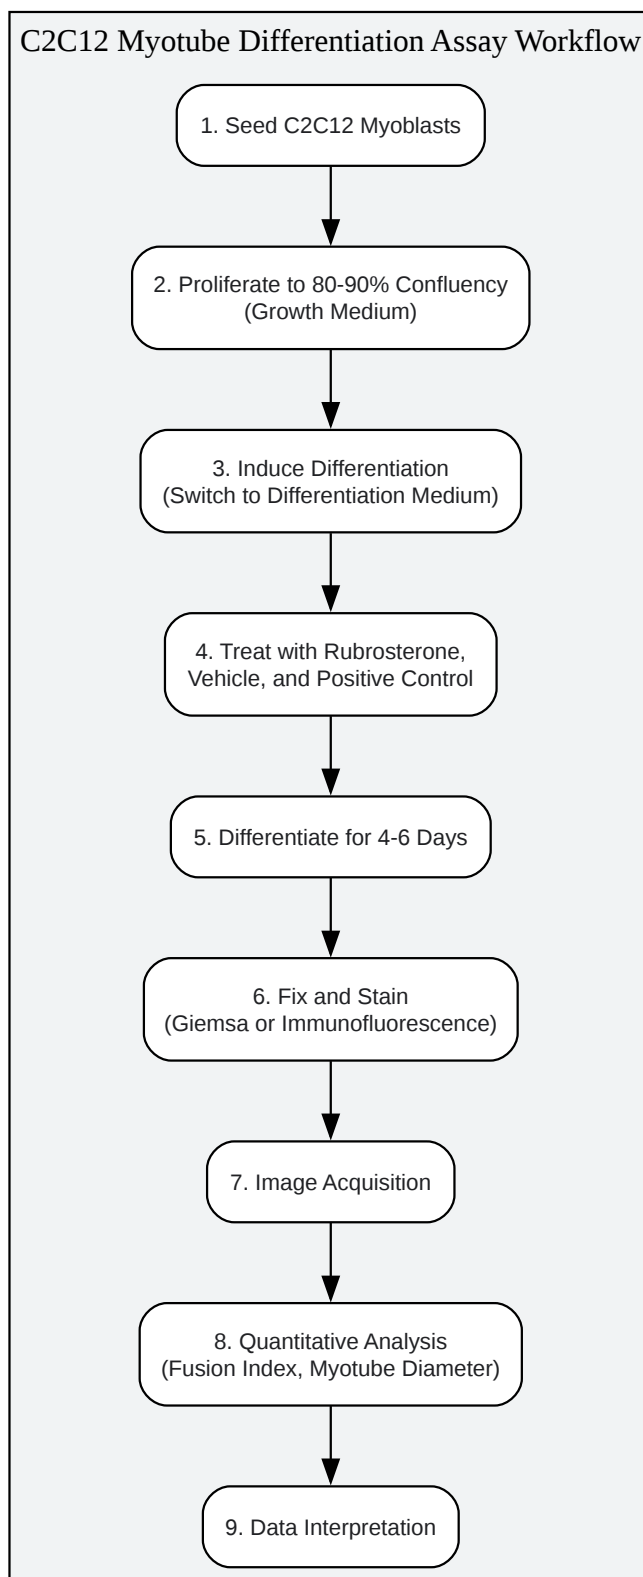 C2C12 Myotube Differentiation Assay Workflow
1. Seed C2C12 Myoblasts
2. Proliferate to 80-90% Confluency
(Growth Medium)
3. Induce Differentiation
(Switch to Differentiation Medium)
4. Treat with Rubrosterone,
Vehicle, and Positive Control
5. Differentiate for 4-6 Days
6. Fix and Stain
(Giemsa or Immunofluorescence)
7. Image Acquisition
8. Quantitative Analysis
(Fusion Index, Myotube Diameter)
9. Data Interpretation